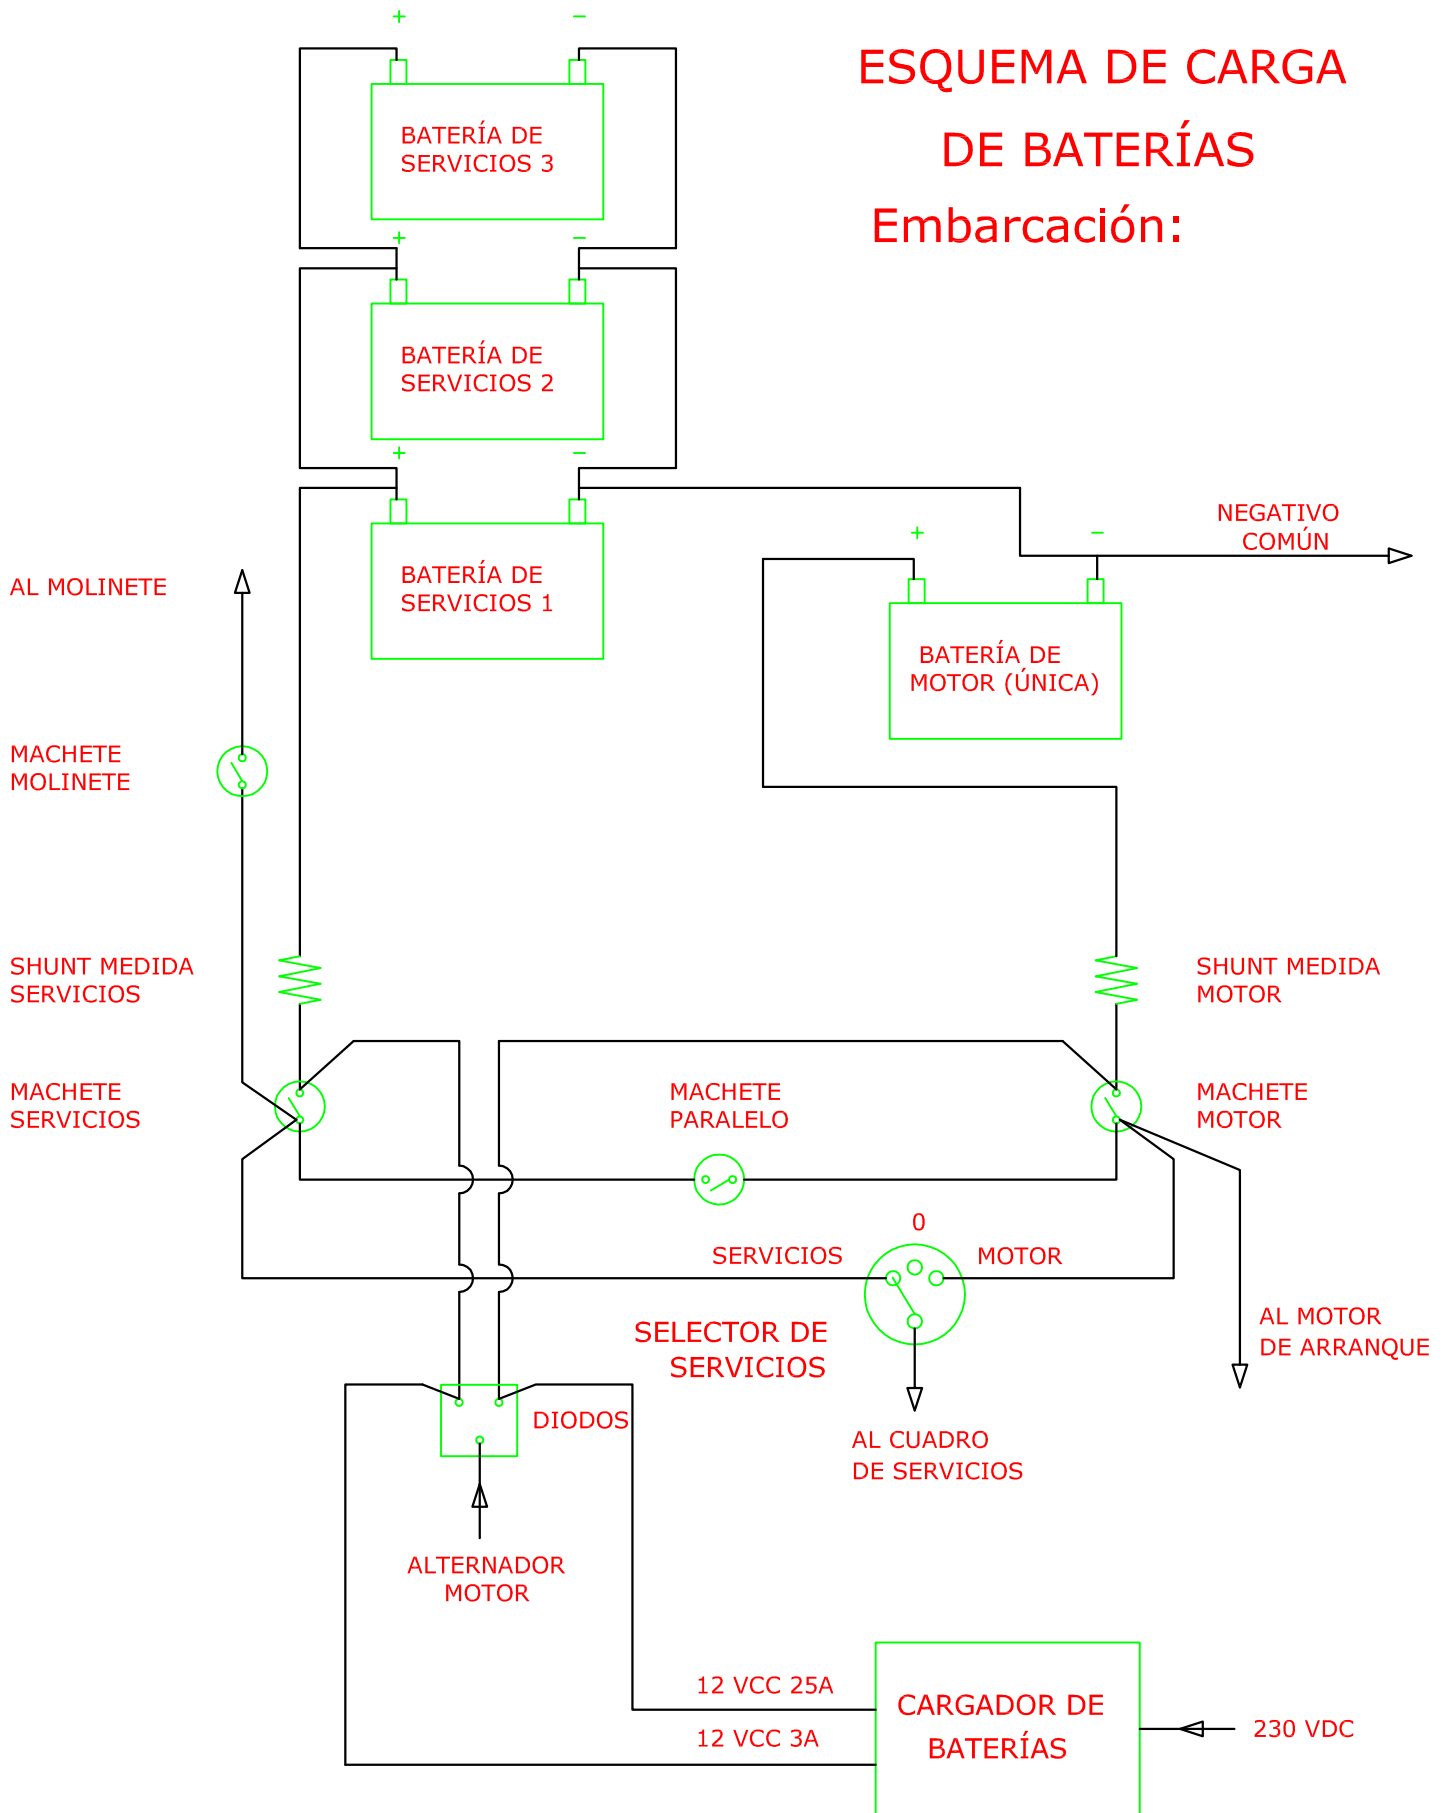 ESQUEMA DE CARGA
DE BATERÍAS
Embarcación:
+ −
BATERÍA DE
SERVICIOS 3
+ −
BATERÍA DE
SERVICIOS 2
+ −
BATERÍA DE
SERVICIOS 1
NEGATIVO
COMÚN
+ −
BATERÍA DE
MOTOR (ÚNICA)
AL MOLINETE
MACHETE
MOLINETE
SHUNT MEDIDA
SERVICIOS
SHUNT MEDIDA
MOTOR
MACHETE
SERVICIOS
MACHETE
PARALELO
MACHETE
MOTOR
0
SERVICIOS
MOTOR
SELECTOR DE
SERVICIOS
AL MOTOR
DE ARRANQUE
DIODOS
AL CUADRO
DE SERVICIOS
ALTERNADOR
MOTOR
12 VCC 25A
12 VCC 3A
CARGADOR DE
BATERÍAS
230 VDC